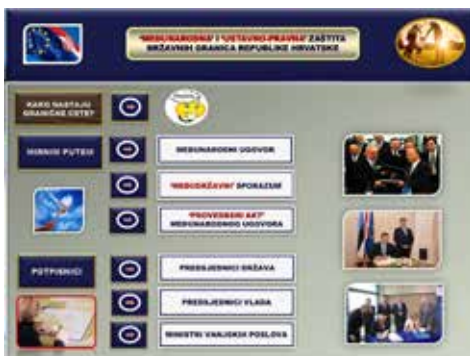 "MEĐUNARODNA" I "USTAVNO-PRAVNA" ZAŠTITA
DRŽAVNIH GRANICA REPUBLIKE HRVATSKE
KAKO NASTAJU
GRANIČNE CRTE?
MIRNIM PUTEM
MEĐUNARODNI UGOVOR
"MEĐUDRŽAVNI" SPORAZUM
"PROVEDBENI AKT"
MEĐUNARODNOG UGOVORA
POTPISNICI
PREDSJEDNICI DRŽAVA
PREDSJEDNICI VLADA
MINISTRI VANJSKIH POSLOVA